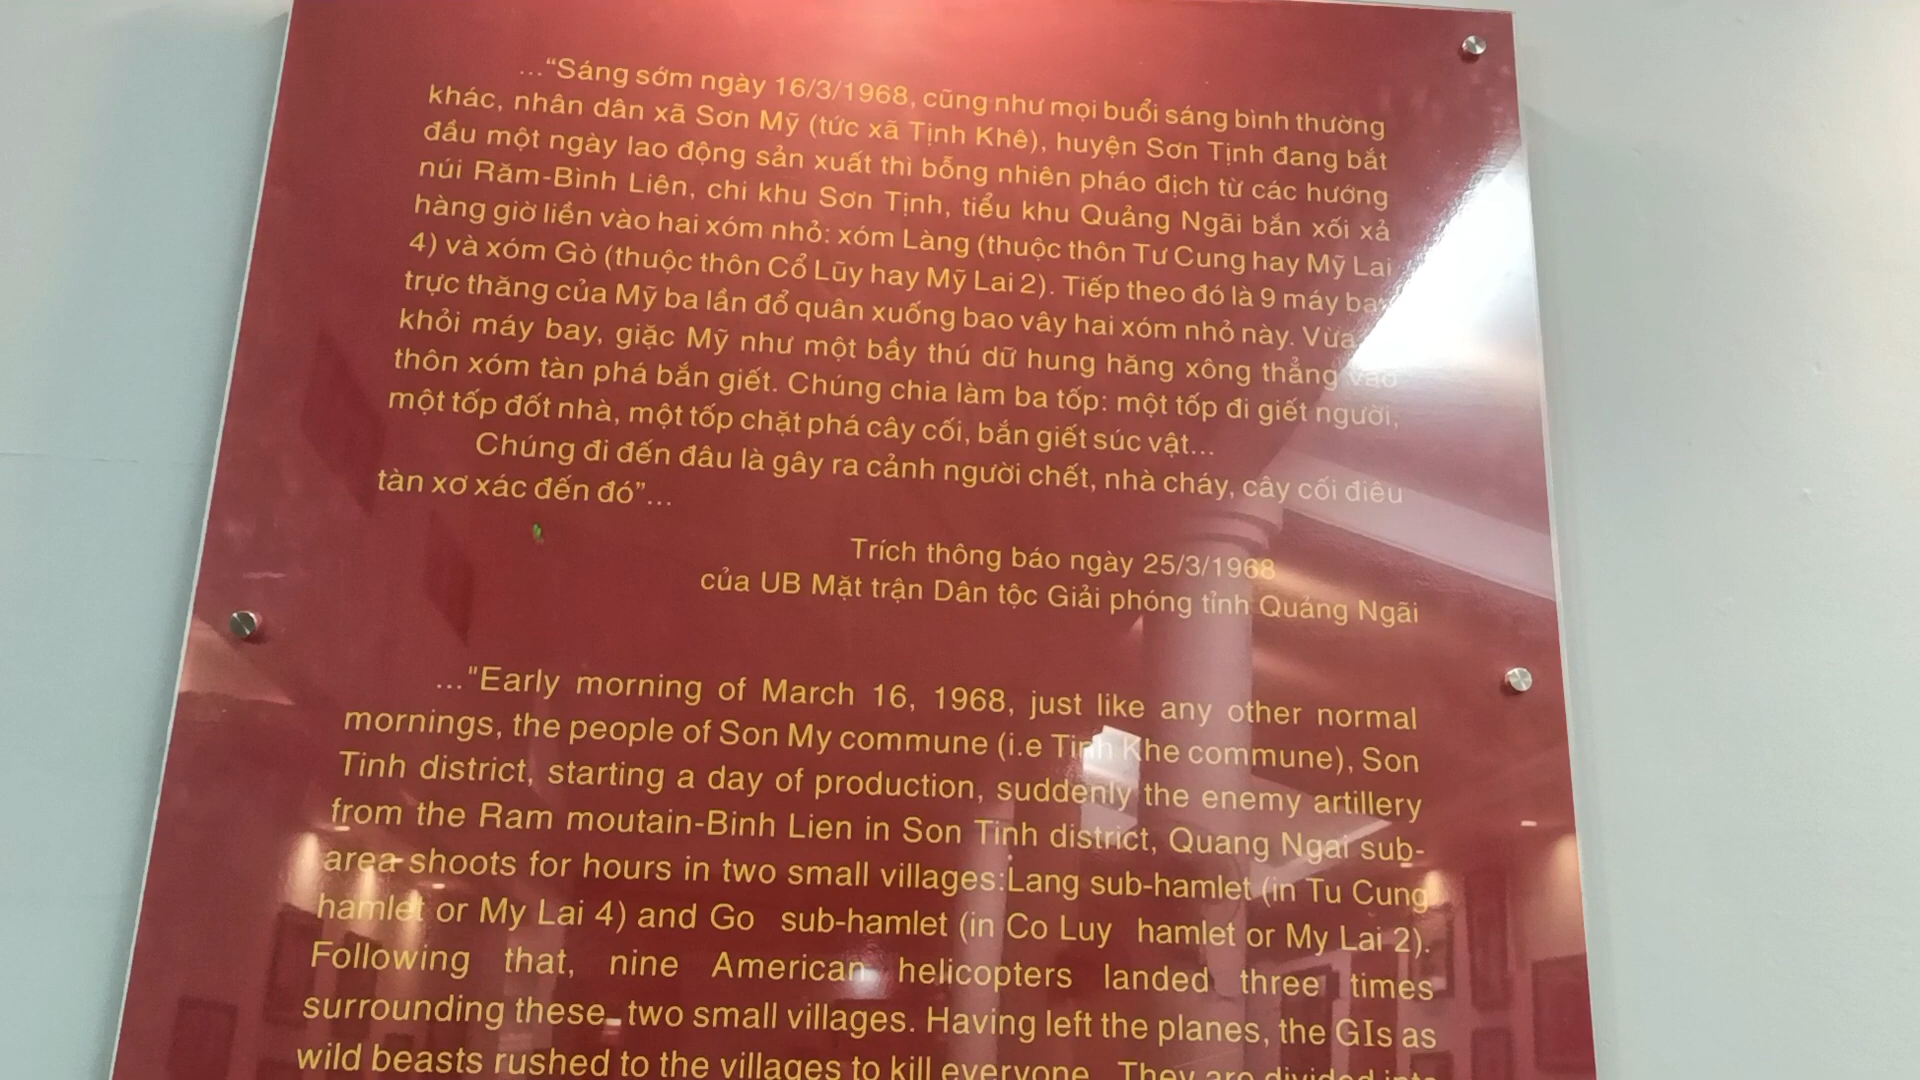 ..."Sáng sớm ngày 16/3/1968, cũng như mọi buổi sáng bình thường
khác, nhân dân xã Sơn Mỹ (tức xã Tịnh Khê), huyện Sơn Tịnh đang bắt
đầu một ngày lao động sản xuất thì bỗng nhiên pháo địch từ các hướng
núi Răm-Bình Liên, chi khu Sơn Tịnh, tiểu khu Quảng Ngãi bắn xối xả
hàng giờ liền vào hai xóm nhỏ: xóm Làng (thuộc thôn Tư Cung hay Mỹ Lai
4) và xóm Gò (thuộc thôn Cổ Lũy hay Mỹ Lai 2). Tiếp theo đó là 9 máy bay
trực thăng của Mỹ ba lần đổ quân xuống bao vây hai xóm nhỏ này. Vừa
khỏi máy bay, giặc Mỹ như một bầy thú dữ hung hăng xông thẳng vào
thôn xóm tàn phá bắn giết. Chúng chia làm ba tốp: một tốp đi giết người,
một tốp đốt nhà, một tốp chặt phá cây cối, bắn giết súc vật...
Chúng đi đến đâu là gây ra cảnh người chết, nhà cháy, cây cối điêu
tàn xơ xác đến đó"...
Trích thông báo ngày 25/3/1968
của UB Mặt trận Dân tộc Giải phóng tỉnh Quảng Ngãi
..."Early morning of March 16, 1968, just like any other normal
mornings, the people of Son My commune (i.e Tinh Khe commune), Son
Tinh district, starting a day of production, suddenly the enemy artillery
from the Ram moutain-Binh Lien in Son Tinh district, Quang Ngai sub-
area shoots for hours in two small villages:Lang sub-hamlet (in Tu Cung
hamlet or My Lai 4) and Go sub-hamlet (in Co Luy hamlet or My Lai 2).
Following that, nine American helicopters landed three times
surrounding these two small villages. Having left the planes, the GIs as
wild beasts rushed to the villages to kill everyone. They are divided into